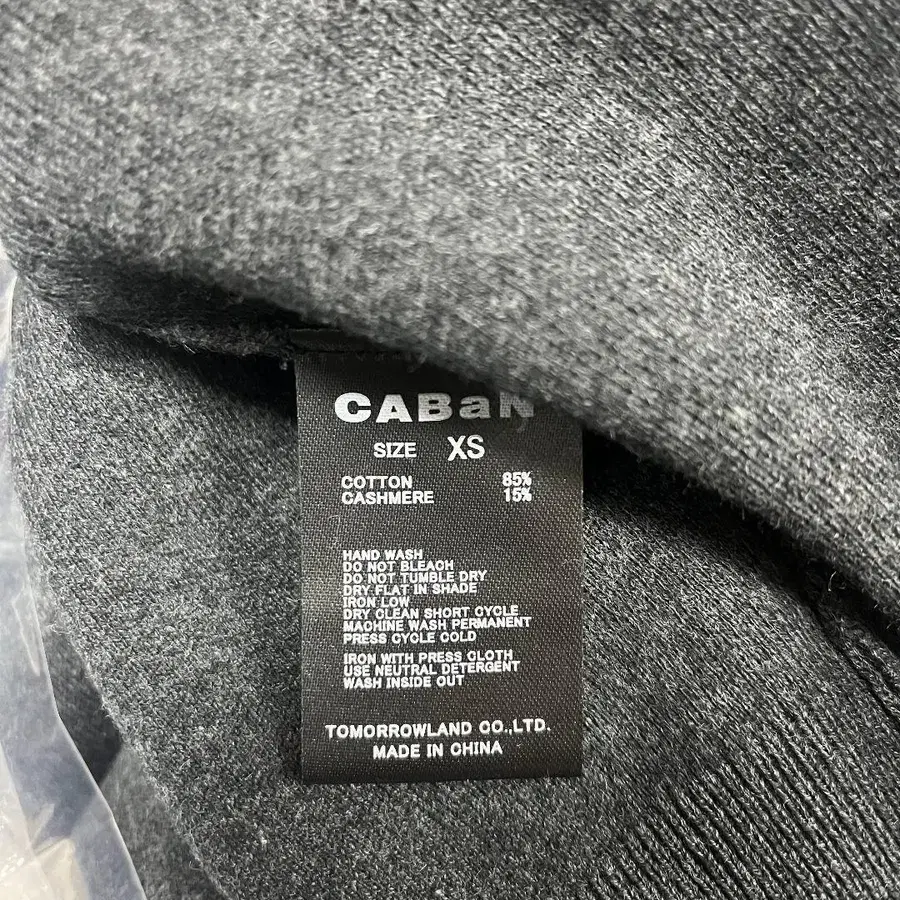 CABaN
SIZE XS
COTTON 85%
CASHMERE 15%
HAND WASH
DO NOT BLEACH
DO NOT TUMBLE DRY
DRY FLAT IN SHADE
IRON LOW
DRY CLEAN SHORT CYCLE
MACHINE WASH PERMANENT
PRESS CYCLE COLD
IRON WITH PRESS CLOTH
USE NEUTRAL DETERGENT
WASH INSIDE OUT
TOMORROWLAND CO.,LTD.
MADE IN CHINA